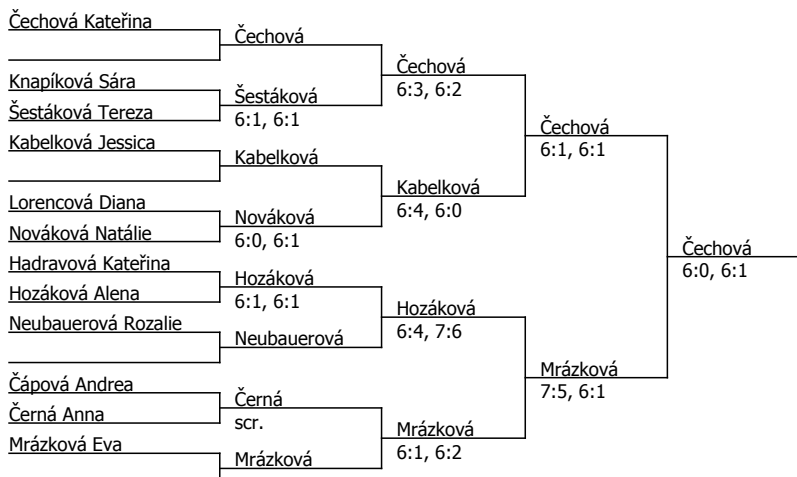 Čechová Kateřina
Čechová
Čechová
6:3, 6:2
Knapíková Sára
Šestáková
6:1, 6:1
Šestáková Tereza
Čechová
6:1, 6:1
Kabelková Jessica
Kabelková
Kabelková
6:4, 6:0
Lorencová Diana
Nováková
6:0, 6:1
Nováková Natálie
Čechová
6:0, 6:1
Hadravová Kateřina
Hozáková
6:1, 6:1
Hozáková Alena
Hozáková
6:4, 7:6
Neubauerová Rozalie
Neubauerová
Mrázková
7:5, 6:1
Čápová Andrea
Černá
scr.
Černá Anna
Mrázková
6:1, 6:2
Mrázková Eva
Mrázková